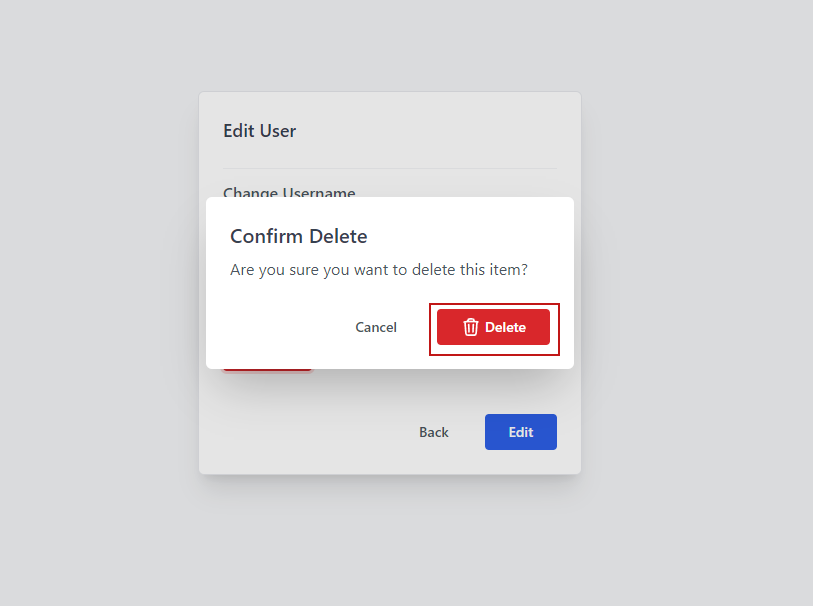 Edit User
Change Username
Confirm Delete
Are you sure you want to delete this item?
Cancel
Delete
Back
Edit